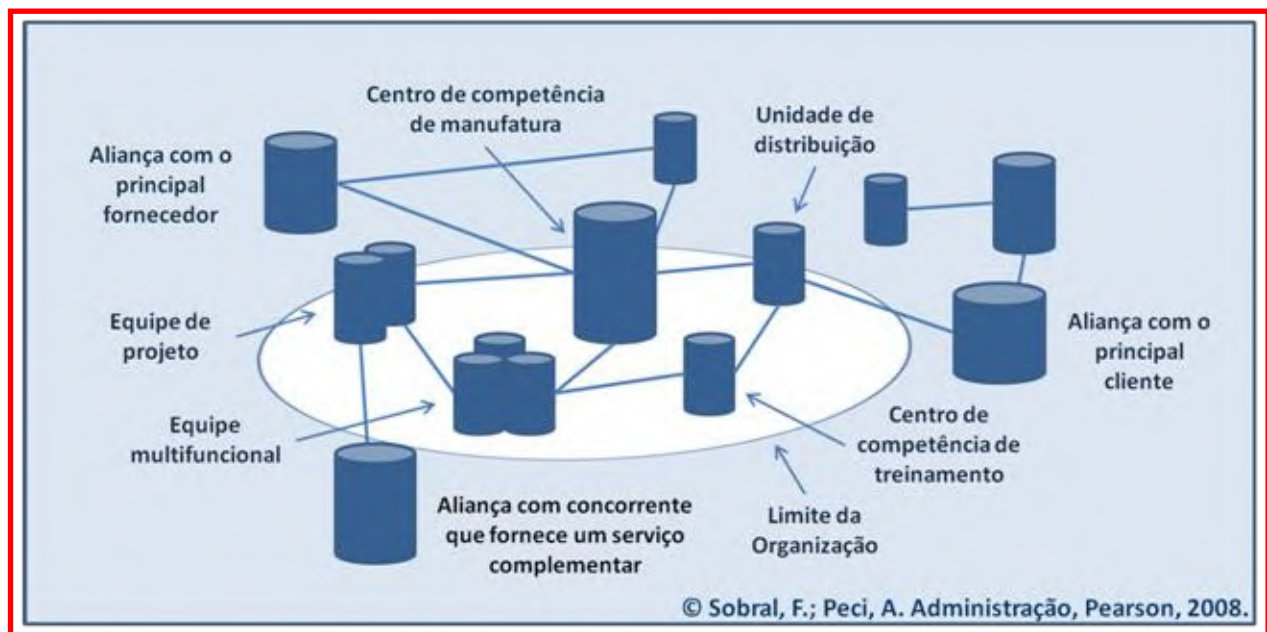 Centro de competência
de manufatura
Unidade de
distribuição
Aliança com o
principal
fornecedor
Equipe de
projeto
Aliança com o
principal
cliente
Equipe
multifuncional
Centro de
competência de
treinamento
Aliança com concorrente
que fornece um serviço
complementar
Limite da
Organização
© Sobral, F.; Peci, A. Administração, Pearson, 2008.